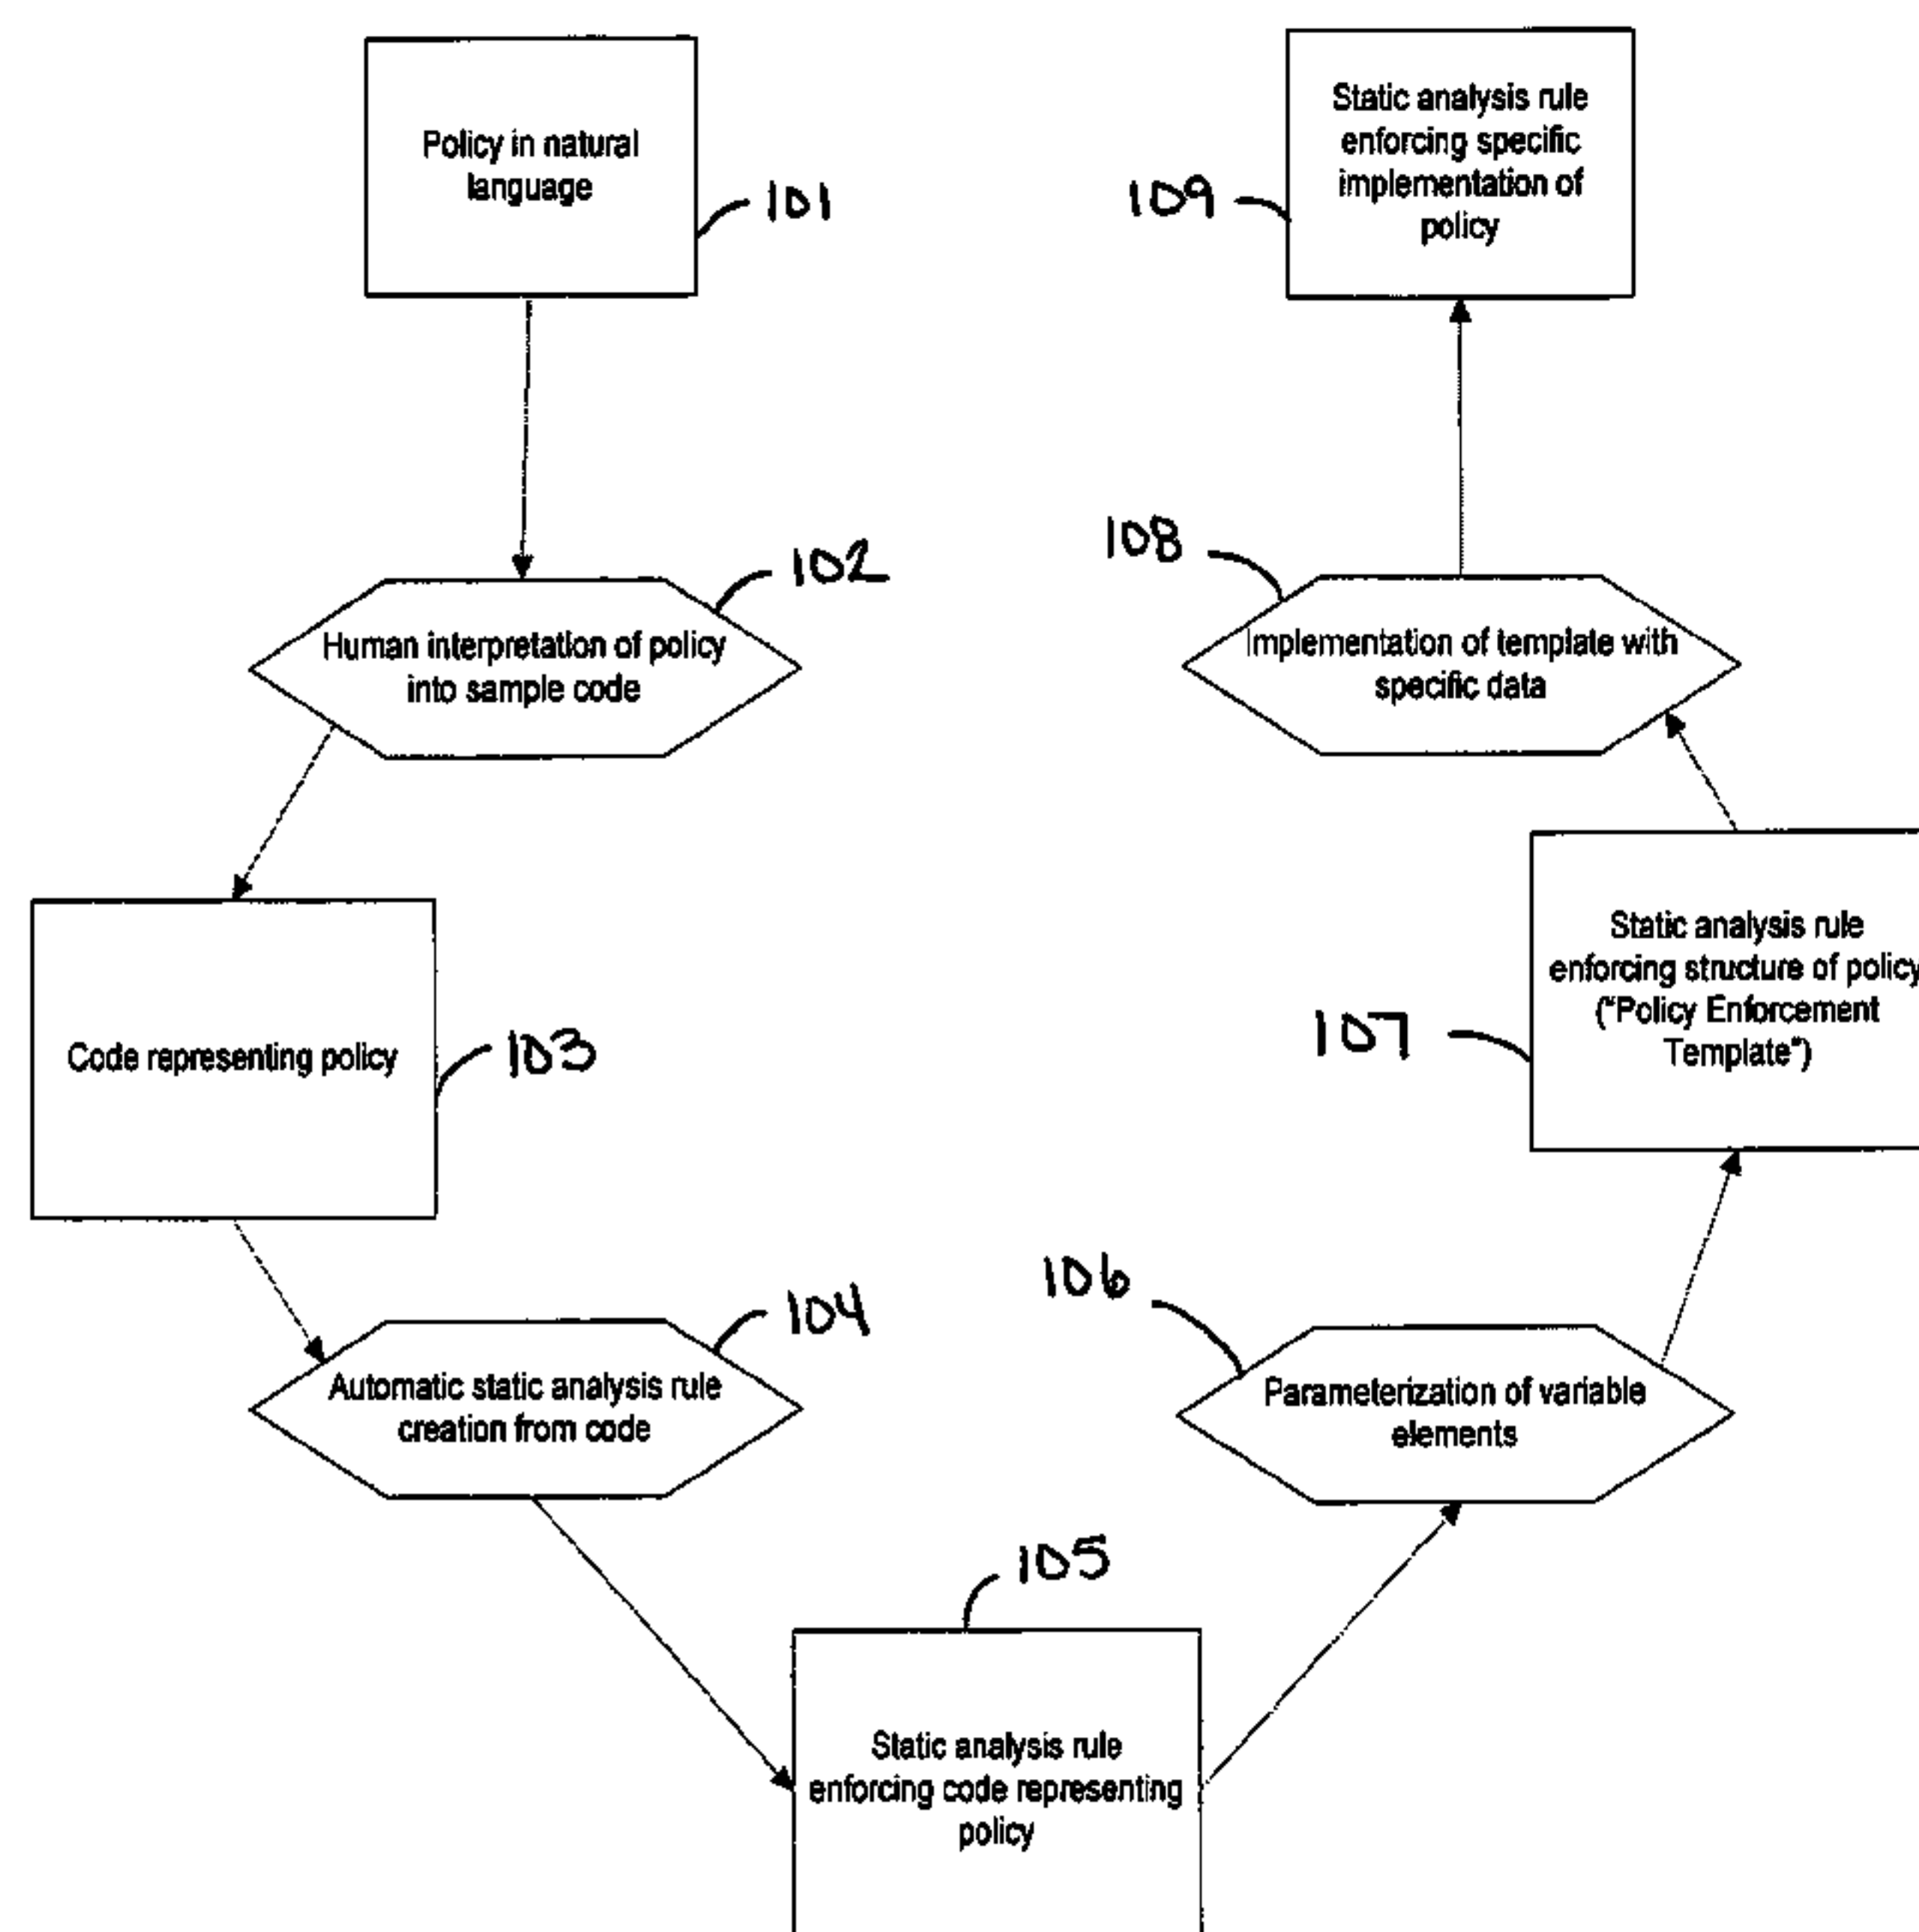 Policy in natural
language
101
Human interpretation of policy
into sample code
102
Code representing policy
103
Automatic static analysis rule
creation from code
104
Static analysis rule
enforcing code representing
policy
105
Parameterization of variable
elements
106
Static analysis rule
enforcing structure of policy
("Policy Enforcement
Template")
107
Implementation of template with
specific data
108
Static analysis rule
enforcing specific
implementation of
policy
109